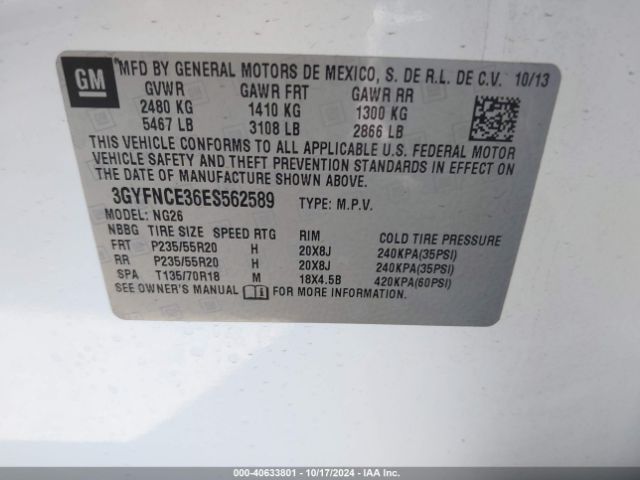 GM
*MFD BY GENERAL MOTORS DE MEXICO, S. DE R.L. DE C.V. 10/13
GVWR GAWR FRT GAWR RR
2480 KG 1410 KG 1300 KG
5467 LB 3108 LB 2866 LB
THIS VEHICLE CONFORMS TO ALL APPLICABLE U.S. FEDERAL MOTOR
VEHICLE SAFETY AND THEFT PREVENTION STANDARDS IN EFFECT ON
THE DATE OF MANUFACTURE SHOWN ABOVE.
3GYFNCE36ES562589 TYPE: M.P.V.
MODEL: NG26
NBBG TIRE SIZE SPEED RTG RIM COLD TIRE PRESSURE
FRT P235/55R20 H 20X8J 240KPA(35PSI)
RR P235/55R20 H 20X8J 240KPA(35PSI)
SPA T135/70R18 M 18X4.5B 420KPA(60PSI)
SEE OWNER'S MANUAL FOR MORE INFORMATION.
000-40633801 - 10/17/2024 - IAA Inc.